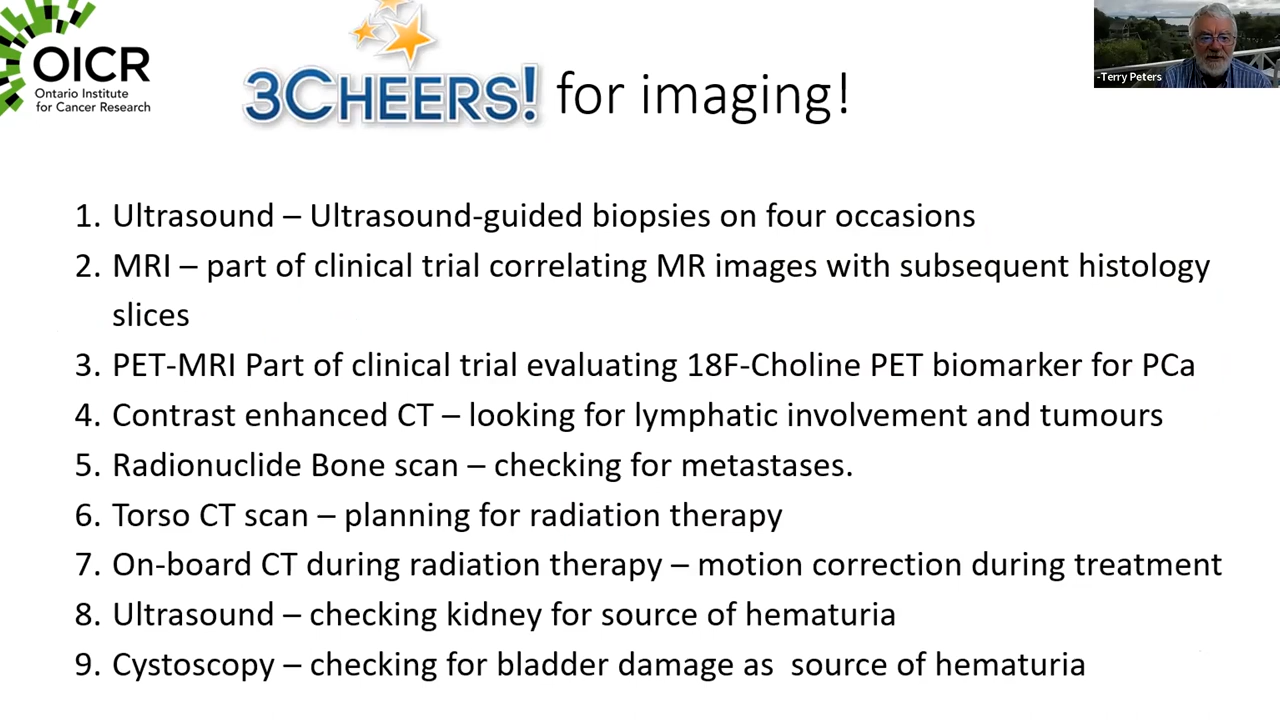 OICR
Ontario Institute
for Cancer Research
3CHEERS! for imaging!
-Terry Peters
1. Ultrasound – Ultrasound-guided biopsies on four occasions
2. MRI – part of clinical trial correlating MR images with subsequent histology
slices
3. PET-MRI Part of clinical trial evaluating 18F-Choline PET biomarker for PCa
4. Contrast enhanced CT – looking for lymphatic involvement and tumours
5. Radionuclide Bone scan – checking for metastases.
6. Torso CT scan – planning for radiation therapy
7. On-board CT during radiation therapy – motion correction during treatment
8. Ultrasound – checking kidney for source of hematuria
9. Cystoscopy – checking for bladder damage as  source of hematuria